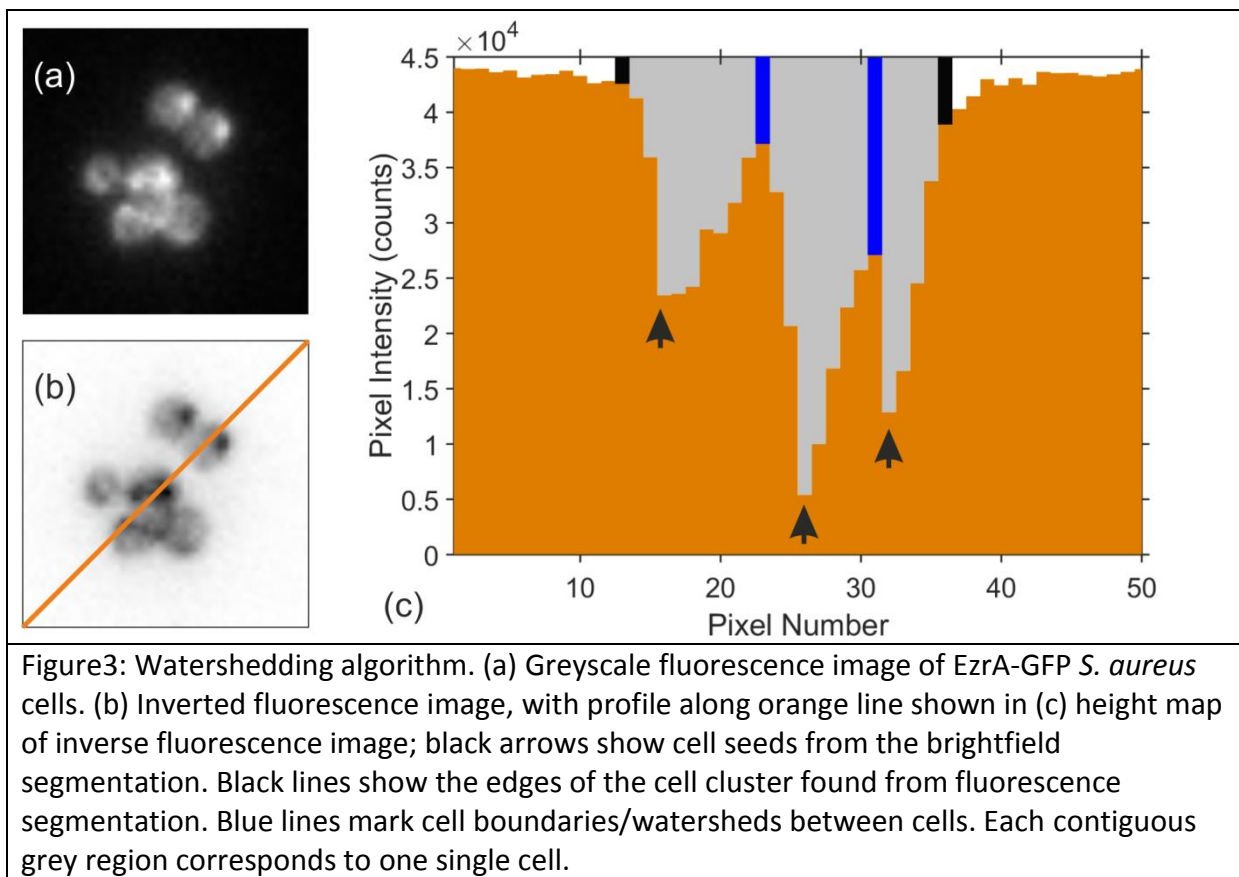 (a)
(b)
×10⁴
4.5
4
3.5
3
2.5
2
1.5
1
0.5
0
Pixel Intensity (counts)
10 20 30 40 50
(c)
Pixel Number
Figure3: Watershedding algorithm. (a) Greyscale fluorescence image of EzrA-GFP S. aureus
cells. (b) Inverted fluorescence image, with profile along orange line shown in (c) height map
of inverse fluorescence image; black arrows show cell seeds from the brightfield
segmentation. Black lines show the edges of the cell cluster found from fluorescence
segmentation. Blue lines mark cell boundaries/watersheds between cells. Each contiguous
grey region corresponds to one single cell.